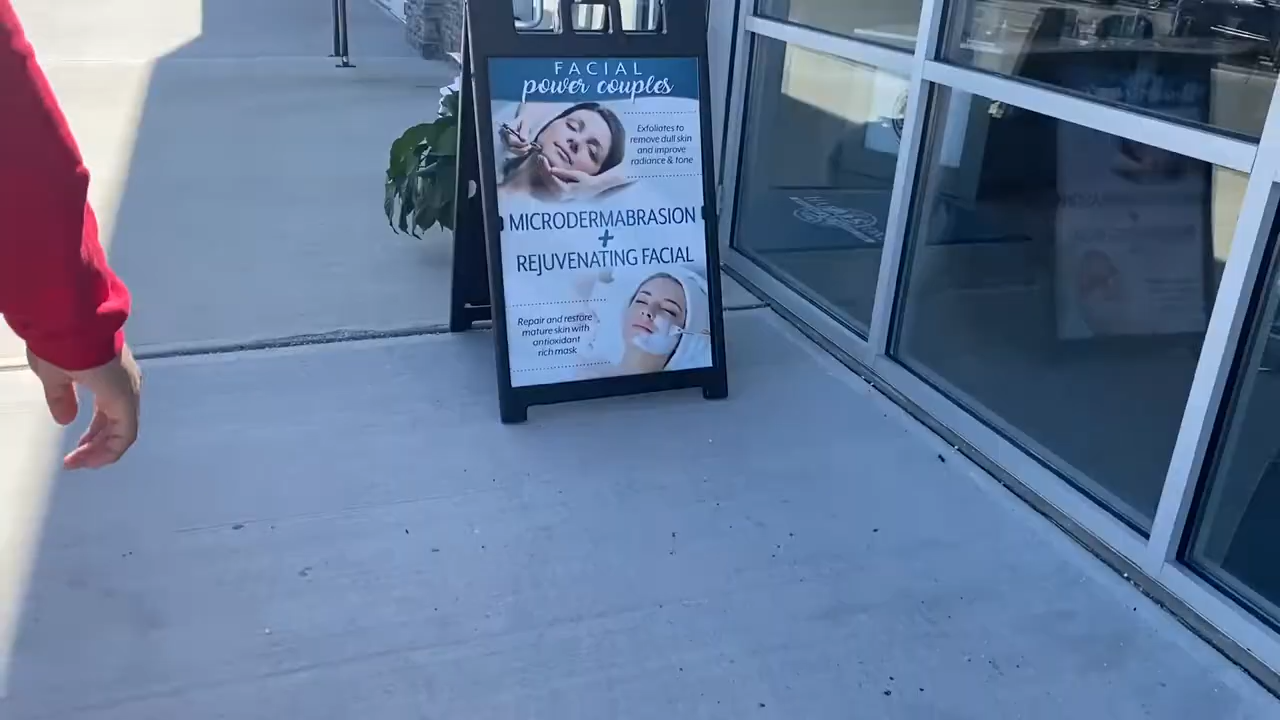 FACIAL
power couples
Exfoliates to
remove dull skin
and improve
radiance & tone
MICRODERMABRASION
+
REJUVENATING FACIAL
Repair and restore
mature skin with
antioxidant
rich mask